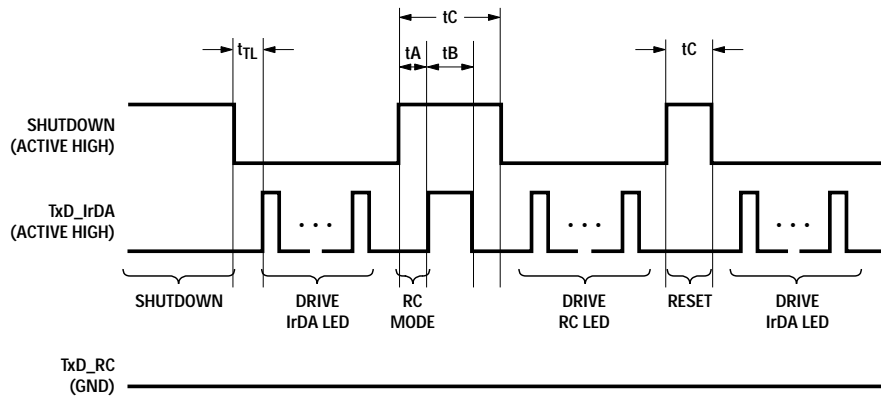 tC
tTL
tA tB
tC
SHUTDOWN
(ACTIVE HIGH)
TxD_IrDA
(ACTIVE HIGH)
SHUTDOWN
DRIVE
IrDA LED
RC
MODE
DRIVE
RC LED
RESET
DRIVE
IrDA LED
TxD_RC
(GND)